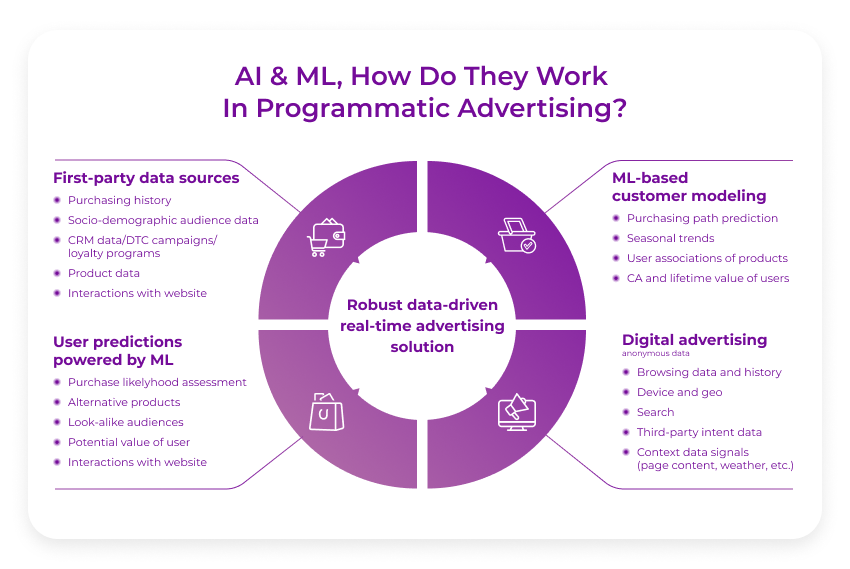 AI & ML, How Do They Work
In Programmatic Advertising?
First-party data sources
Purchasing history
Socio-demographic audience data
CRM data/DTC campaigns/
loyalty programs
Product data
Interactions with website
ML-based
customer modeling
Purchasing path prediction
Seasonal trends
User associations of products
CA and lifetime value of users
Robust data-driven
real-time advertising
solution
User predictions
powered by ML
Purchase likelyhood assessment
Alternative products
Look-alike audiences
Potential value of user
Interactions with website
Digital advertising
anonymous data
Browsing data and history
Device and geo
Search
Third-party intent data
Context data signals
(page content, weather, etc.)